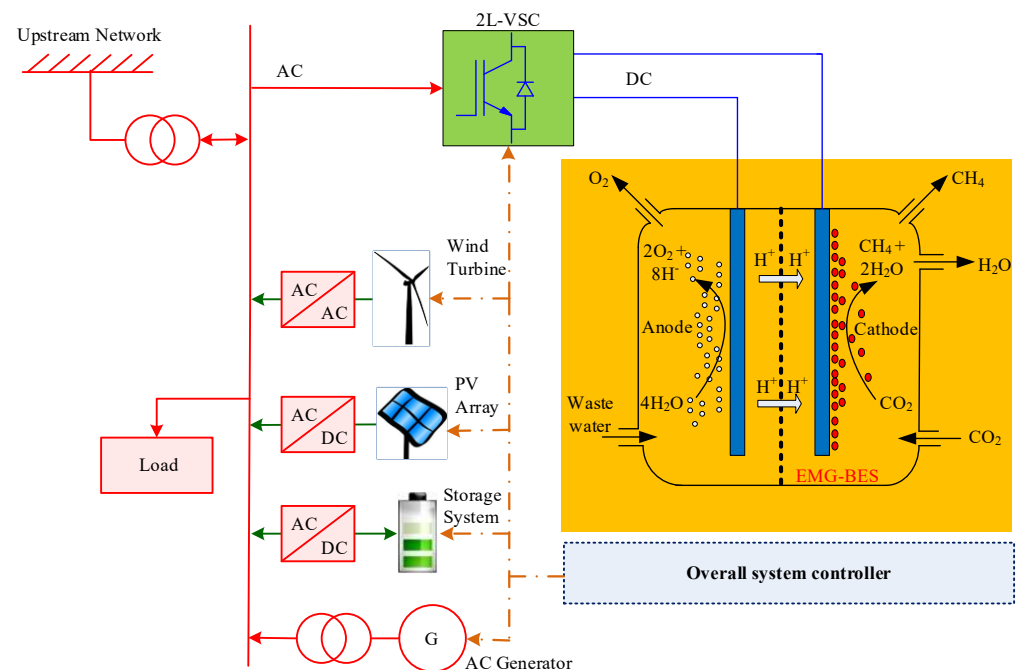 2L-VSC
Upstream Network
AC
DC
O₂
CH₄
2O₂ +
8H⁻
H⁺
H⁺
CH₄ +
2H₂O
H₂O
Wind
Turbine
AC
AC
Anode
Cathode
PV
Array
AC
DC
4H₂O
H⁺
H⁺
CO₂
Waste
water
CO₂
Load
EMG-BES
Storage
System
AC
DC
Overall system controller
G
AC Generator